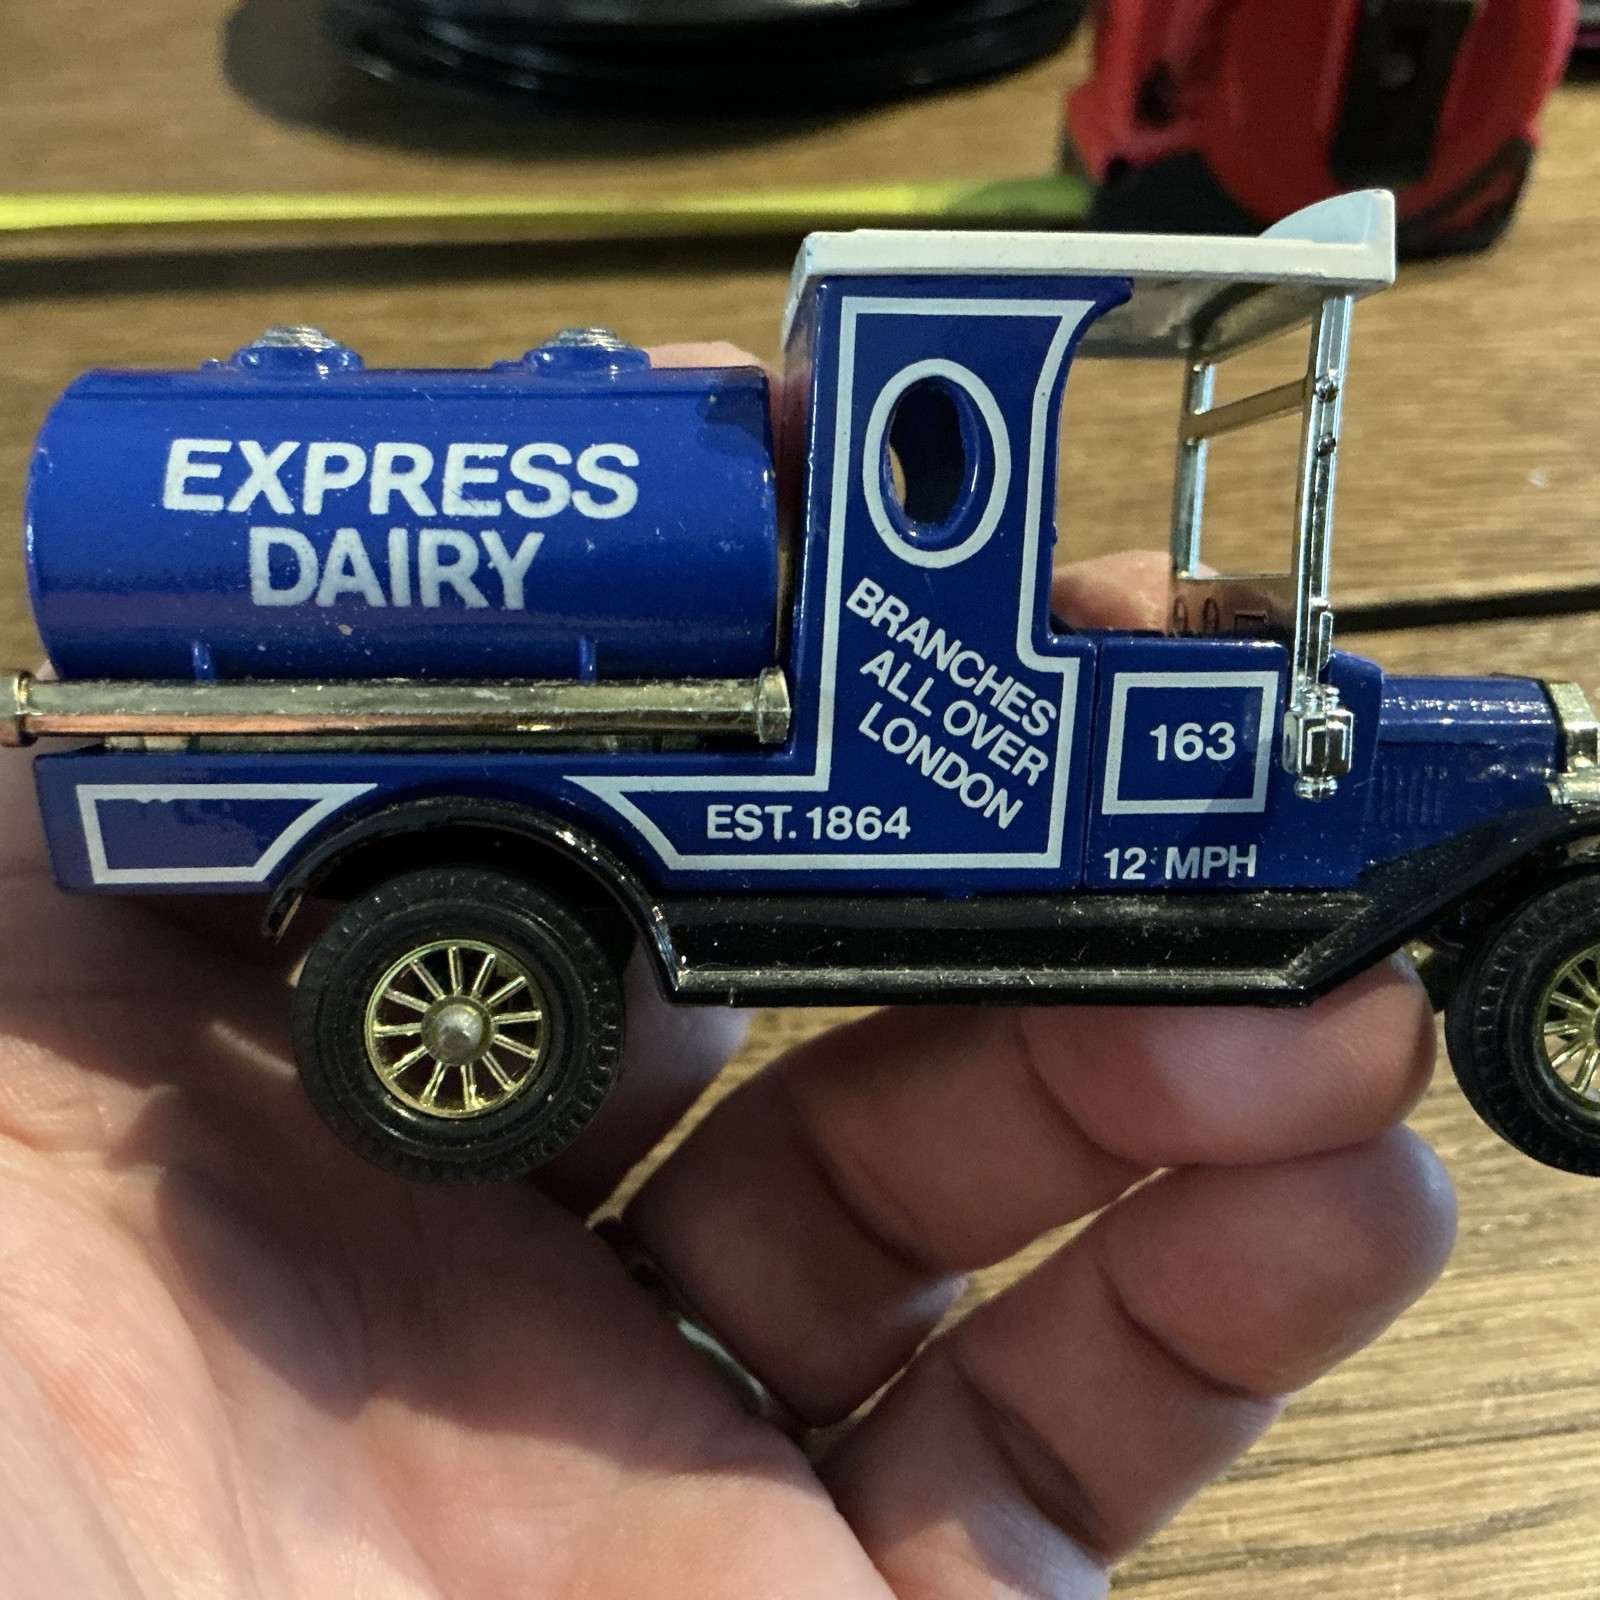 EXPRESS
DAIRY
BRANCHES
ALL OVER
LONDON
EST. 1864
163
12 MPH